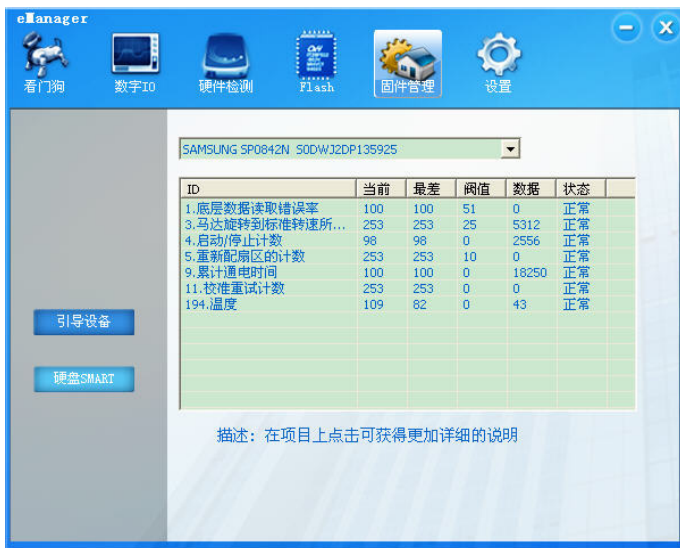 eManager
看门狗 数字IO 硬件检测 Flash 固件管理 设置
SAMSUNG SP0842N S0DWJ2DP135925
ID 当前 最差 阀值 数据 状态
1.底层数据读取错误率 100 100 51 0 正常
3.马达旋转到标准转速所... 253 253 25 5312 正常
4.启动/停止计数 98 98 0 2556 正常
5.重新配扇区的计数 253 253 10 0 正常
9.累计通电时间 100 100 0 18250 正常
11.校准重试计数 253 253 0 0 正常
194.温度 109 82 0 43 正常
引导设备
硬盘SMART
描述：在项目上点击可获得更加详细的说明